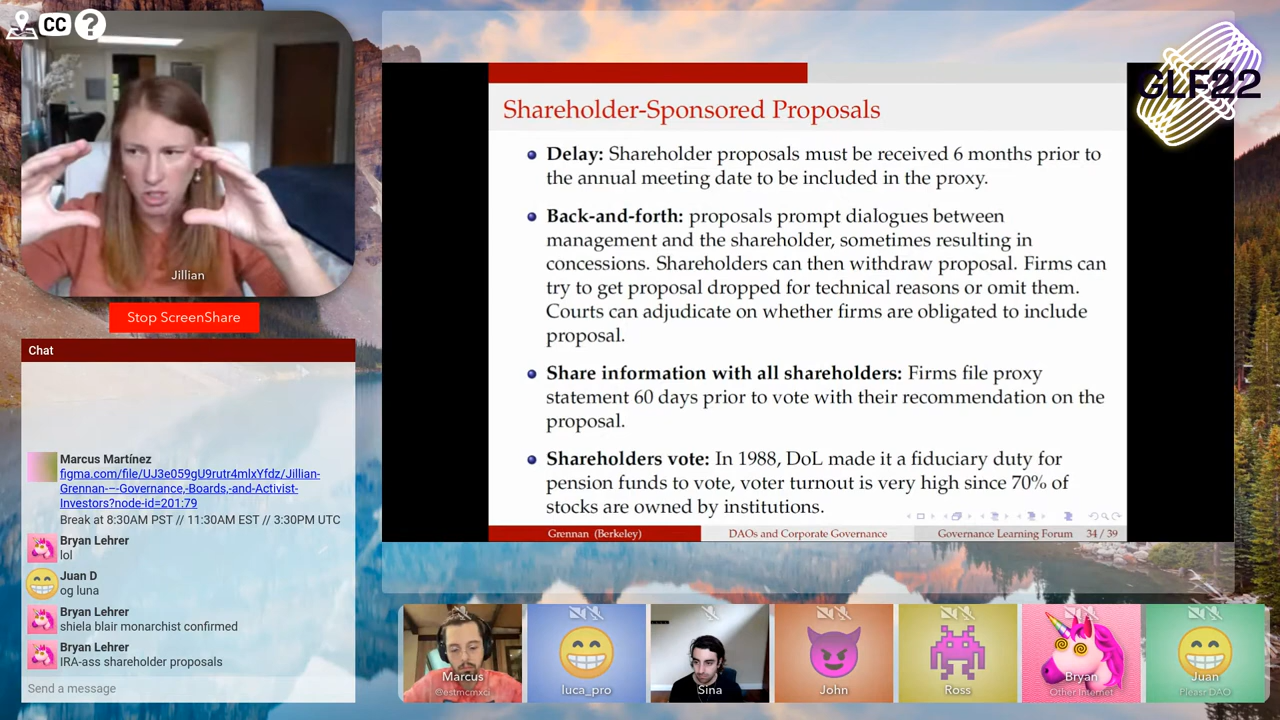 CC
?
Jillian
Stop ScreenShare
Chat
Marcus Martínez
figma.com/file/UJ3e059gU9rutr4mlxYfdz/Jillian-
Grennan-–-Governance,-Boards,-and-Activist-
Investors?node-id=201:79
Break at 8:30AM PST // 11:30AM EST // 3:30PM UTC
Bryan Lehrer
lol
Juan D
og luna
Bryan Lehrer
shiela blair monarchist confirmed
Bryan Lehrer
IRA-ass shareholder proposals
Send a message
GLF22
Shareholder-Sponsored Proposals
Delay: Shareholder proposals must be received 6 months prior to
the annual meeting date to be included in the proxy.
Back-and-forth: proposals prompt dialogues between
management and the shareholder, sometimes resulting in
concessions. Shareholders can then withdraw proposal. Firms can
try to get proposal dropped for technical reasons or omit them.
Courts can adjudicate on whether firms are obligated to include
proposal.
Share information with all shareholders: Firms file proxy
statement 60 days prior to vote with their recommendation on the
proposal.
Shareholders vote: In 1988, DoL made it a fiduciary duty for
pension funds to vote, voter turnout is very high since 70% of
stocks are owned by institutions.
Grennan (Berkeley)
DAOs and Corporate Governance
Governance Learning Forum
34 / 39
Marcus
@estmcmxci
luca_pro
Sina
John
Ross
Bryan
Other Internet
Juan
Pleasr DAO